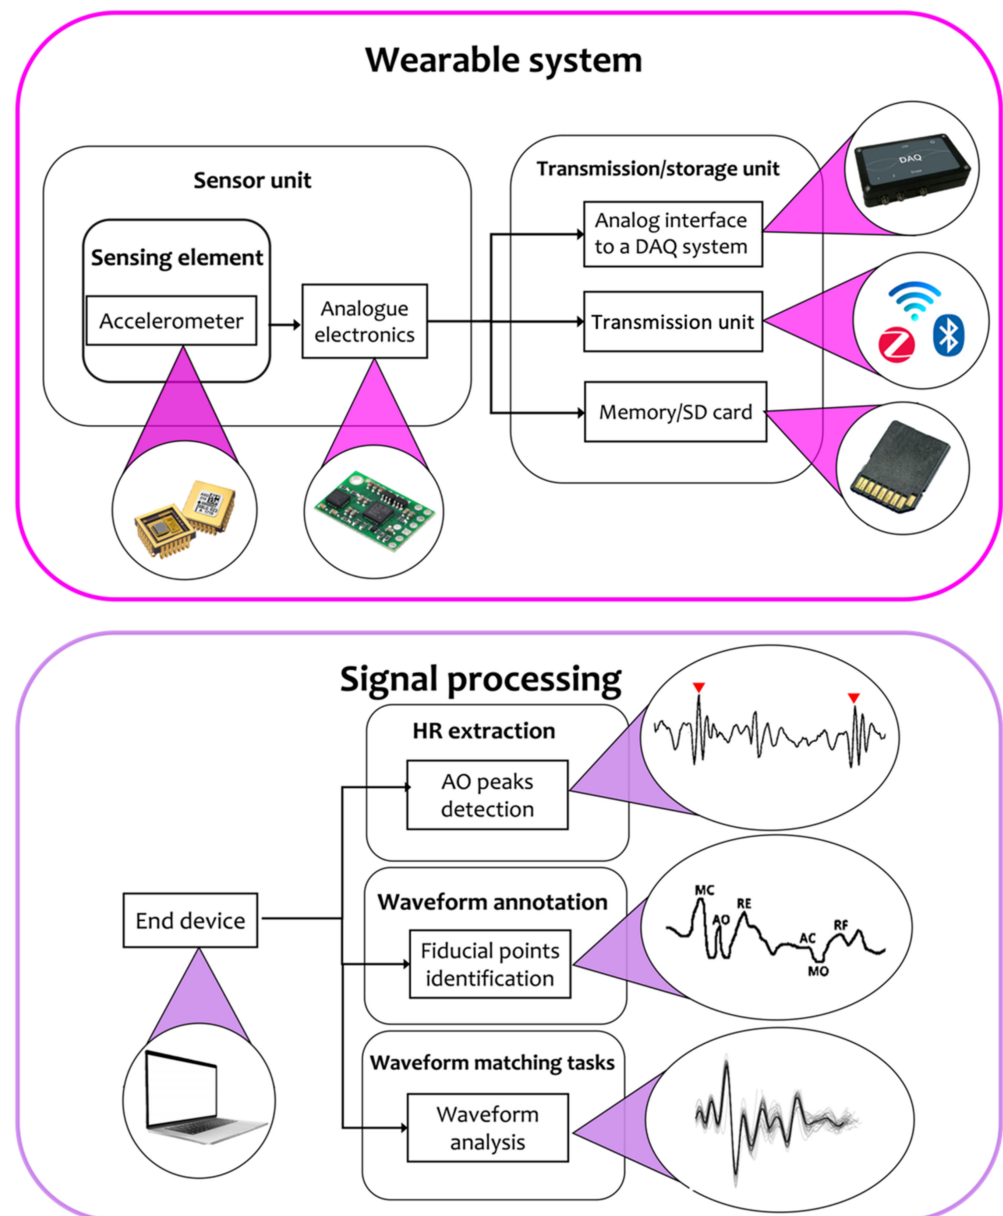 Wearable system
Sensor unit
Sensing element
Accelerometer
Analogue
electronics
Transmission/storage unit
Analog interface
to a DAQ system
Transmission unit
Memory/SD card
DAQ
Z
Signal processing
HR extraction
AO peaks
detection
End device
Waveform annotation
Fiducial points
identification
MC
AO
RE
AC
RF
MO
Waveform matching tasks
Waveform
analysis